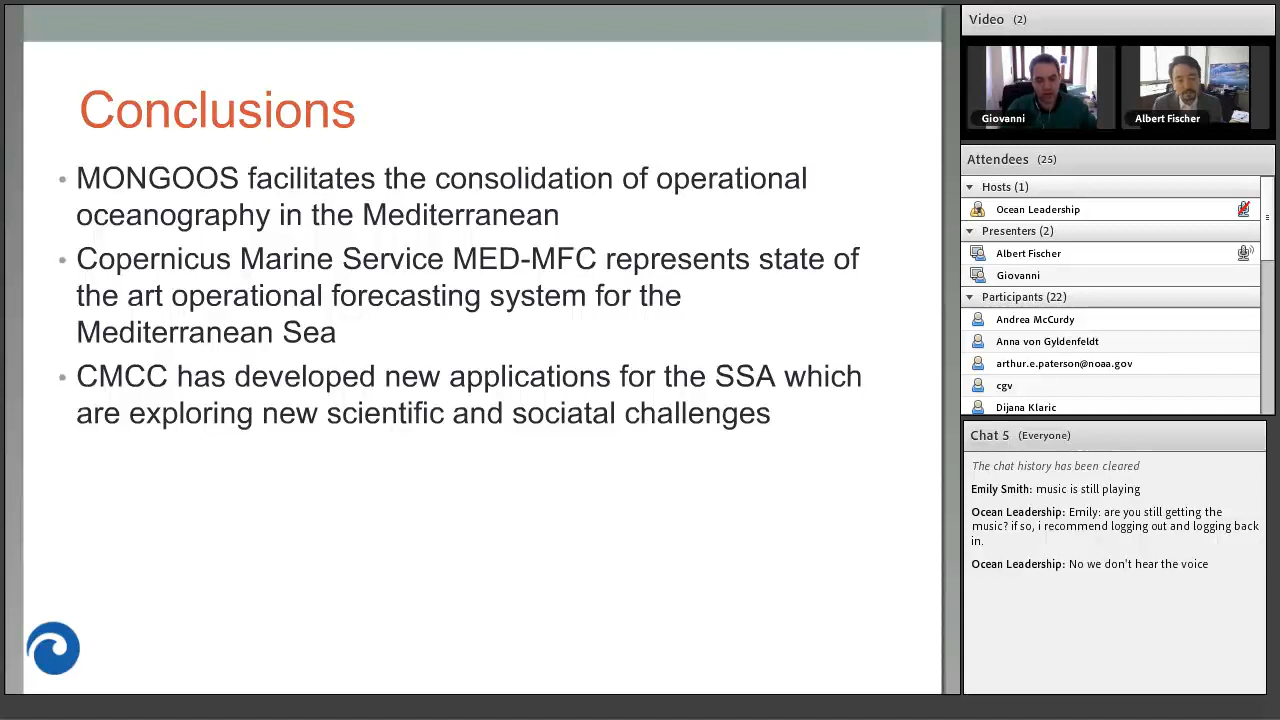 Conclusions
• MONGOOS facilitates the consolidation of operational
oceanography in the Mediterranean
• Copernicus Marine Service MED-MFC represents state of
the art operational forecasting system for the
Mediterranean Sea
• CMCC has developed new applications for the SSA which
are exploring new scientific and sociatal challenges
Video (2)
Giovanni
Albert Fischer
Attendees (25)
Hosts (1)
Ocean Leadership
Presenters (2)
Albert Fischer
Giovanni
Participants (22)
Andrea McCurdy
Anna von Gyldenfeldt
arthur.e.paterson@noaa.gov
cgv
Dijana Klaric
Chat 5 (Everyone)
The chat history has been cleared
Emily Smith: music is still playing
Ocean Leadership: Emily: are you still getting the
music? if so, i recommend logging out and logging back
in.
Ocean Leadership: No we don't hear the voice